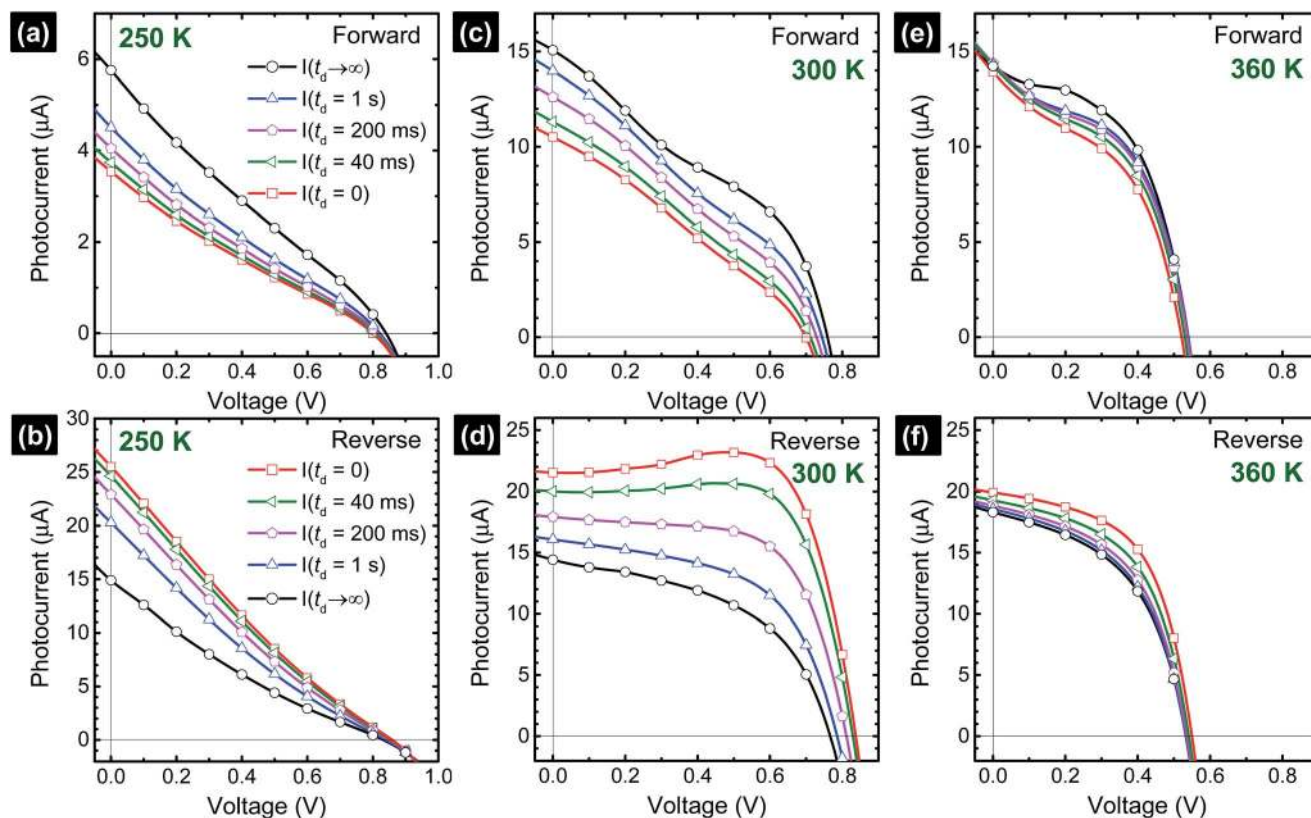 (a)
250 K
Forward
I(td→∞)
I(td = 1 s)
I(td = 200 ms)
I(td = 40 ms)
I(td = 0)
Photocurrent (μA)
6
4
2
0
0.0 0.2 0.4 0.6 0.8 1.0
Voltage (V)
(c)
Forward
300 K
Photocurrent (μA)
15
10
5
0
0.0 0.2 0.4 0.6 0.8
Voltage (V)
(e)
Forward
360 K
Photocurrent (μA)
15
10
5
0
0.0 0.2 0.4 0.6 0.8
Voltage (V)
(b)
250 K
Reverse
I(td = 0)
I(td = 40 ms)
I(td = 200 ms)
I(td = 1 s)
I(td→∞)
Photocurrent (μA)
30
25
20
15
10
5
0
0.0 0.2 0.4 0.6 0.8 1.0
Voltage (V)
(d)
Reverse
300 K
Photocurrent (μA)
25
20
15
10
5
0
0.0 0.2 0.4 0.6 0.8
Voltage (V)
(f)
Reverse
360 K
Photocurrent (μA)
25
20
15
10
5
0
0.0 0.2 0.4 0.6 0.8
Voltage (V)